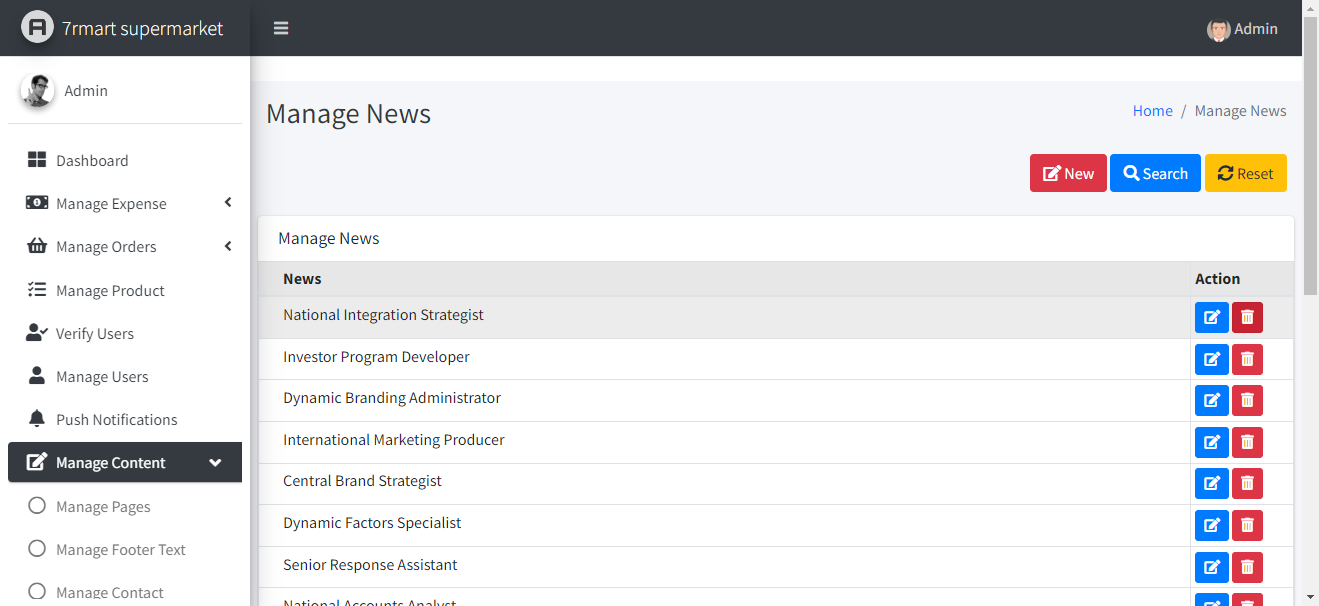 7rmart supermarket
Admin
Admin
Dashboard
Manage Expense
Manage Orders
Manage Product
Verify Users
Manage Users
Push Notifications
Manage Content
Manage Pages
Manage Footer Text
Manage Contact
Manage News
Home / Manage News
New Search Reset
Manage News
News Action
National Integration Strategist
Investor Program Developer
Dynamic Branding Administrator
International Marketing Producer
Central Brand Strategist
Dynamic Factors Specialist
Senior Response Assistant
National Accounts Analyst